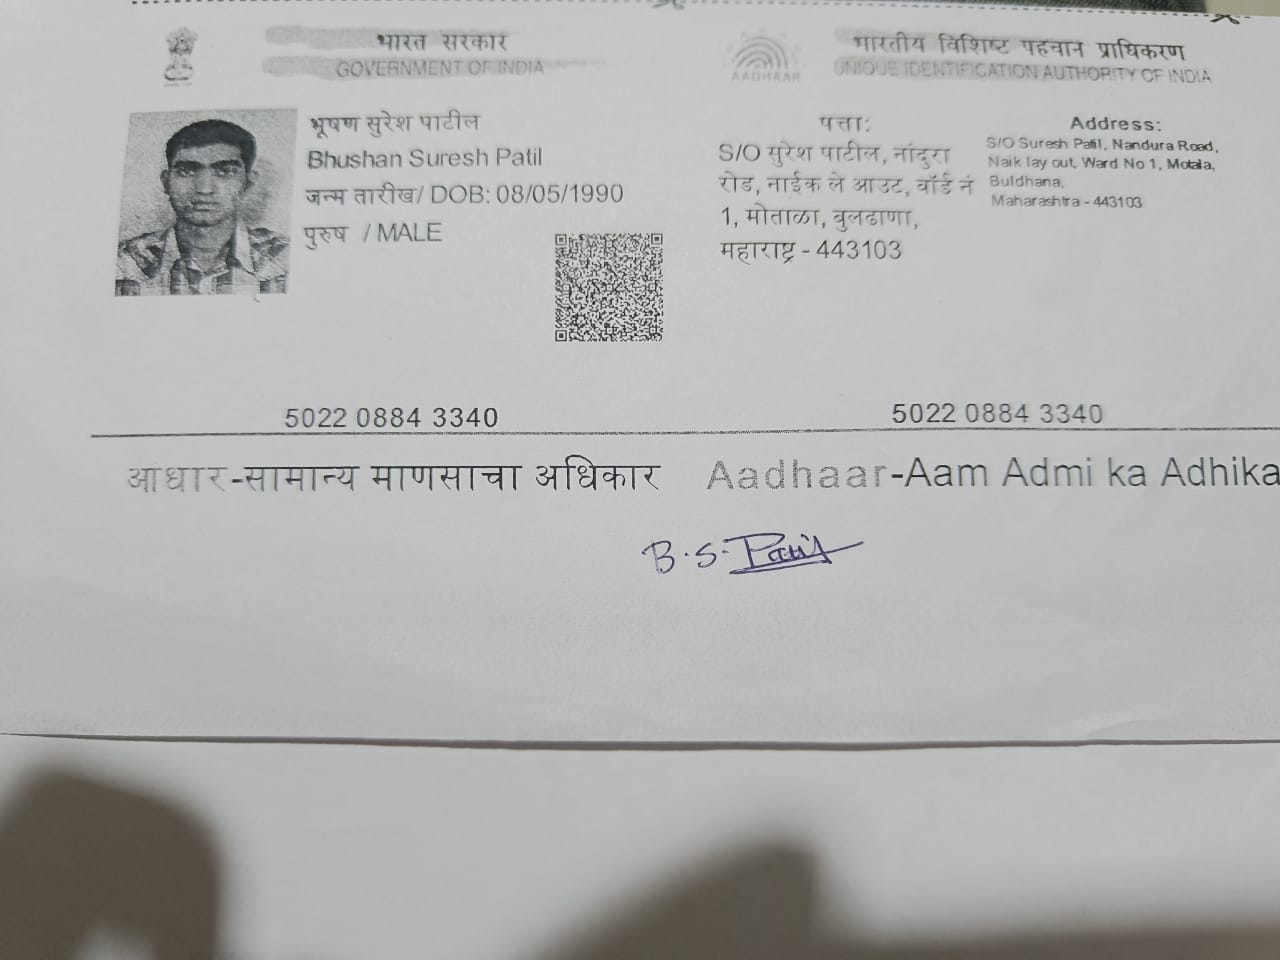 भारत सरकार
GOVERNMENT OF INDIA
भूषण सुरेश पाटील
Bhushan Suresh Patil
जन्म तारीख/ DOB: 08/05/1990
पुरुष / MALE
5022 0884 3340
AADHAAR
भारतीय विशिष्ट पहचान प्राधिकरण
UNIQUE IDENTIFICATION AUTHORITY OF INDIA
पत्ता:
S/O सुरेश पाटील, नांदुरा
रोड, नाईक ले आउट, वॉर्ड नं
1, मोताळा, बुलढाणा,
महाराष्ट्र - 443103
Address:
S/O Suresh Patil, Nandura Road,
Naik lay out, Ward No 1, Motala,
Buldhana,
Maharashtra - 443103
5022 0884 3340
आधार-सामान्य माणसाचा अधिकार
Aadhaar-Aam Admi ka Adhika
B.S. Patil